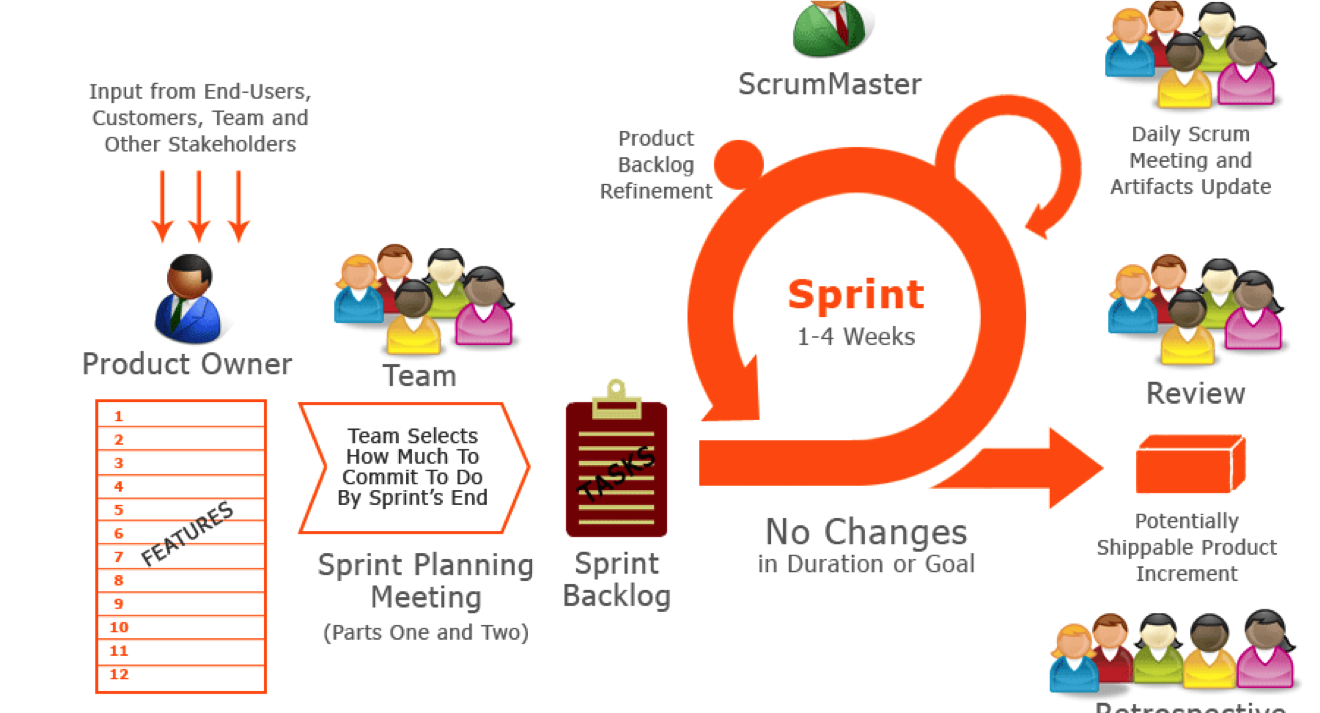 Input from End-Users,
Customers, Team and
Other Stakeholders
Product Owner
1
2
3
4
5
6
7
8
9
10
11
12
FEATURES
Team
Team Selects
How Much To
Commit To Do
By Sprint's End
Sprint Planning
Meeting
(Parts One and Two)
TASKS
Sprint
Backlog
ScrumMaster
Product
Backlog
Refinement
Sprint
1-4 Weeks
No Changes
in Duration or Goal
Daily Scrum
Meeting and
Artifacts Update
Review
Potentially
Shippable Product
Increment
Retrospective